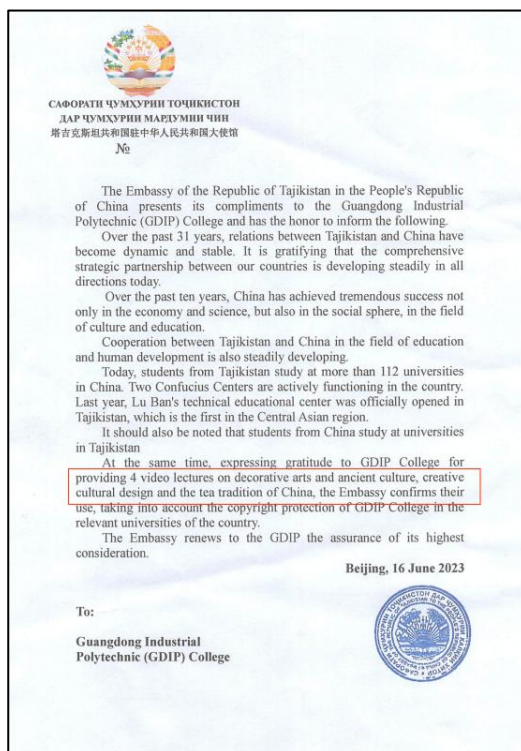 САФОРАТИ ҶУМҲУРИИ ТОҶИКИСТОН
ДАР ҶУМҲУРИИ МАРДУМИИ ЧИН
塔吉克斯坦共和国驻中华人民共和国大使馆
№
The Embassy of the Republic of Tajikistan in the People's Republic
of China presents its compliments to the Guangdong Industrial
Polytechnic (GDIP) College and has the honor to inform the following.
Over the past 31 years, relations between Tajikistan and China have
become dynamic and stable. It is gratifying that the comprehensive
strategic partnership between our countries is developing steadily in all
directions today.
Over the past ten years, China has achieved tremendous success not
only in the economy and science, but also in the social sphere, in the field
of culture and education.
Cooperation between Tajikistan and China in the field of education
and human development is also steadily developing.
Today, students from Tajikistan study at more than 112 universities
in China. Two Confucius Centers are actively functioning in the country.
Last year, Lu Ban's technical educational center was officially opened in
Tajikistan, which is the first in the Central Asian region.
It should also be noted that students from China study at universities
in Tajikistan
At the same time, expressing gratitude to GDIP College for
providing 4 video lectures on decorative arts and ancient culture, creative
cultural design and the tea tradition of China, the Embassy confirms their
use, taking into account the copyright protection of GDIP College in the
relevant universities of the country.
The Embassy renews to the GDIP the assurance of its highest
consideration.
Beijing, 16 June 2023
To:
Guangdong Industrial
Polytechnic (GDIP) College